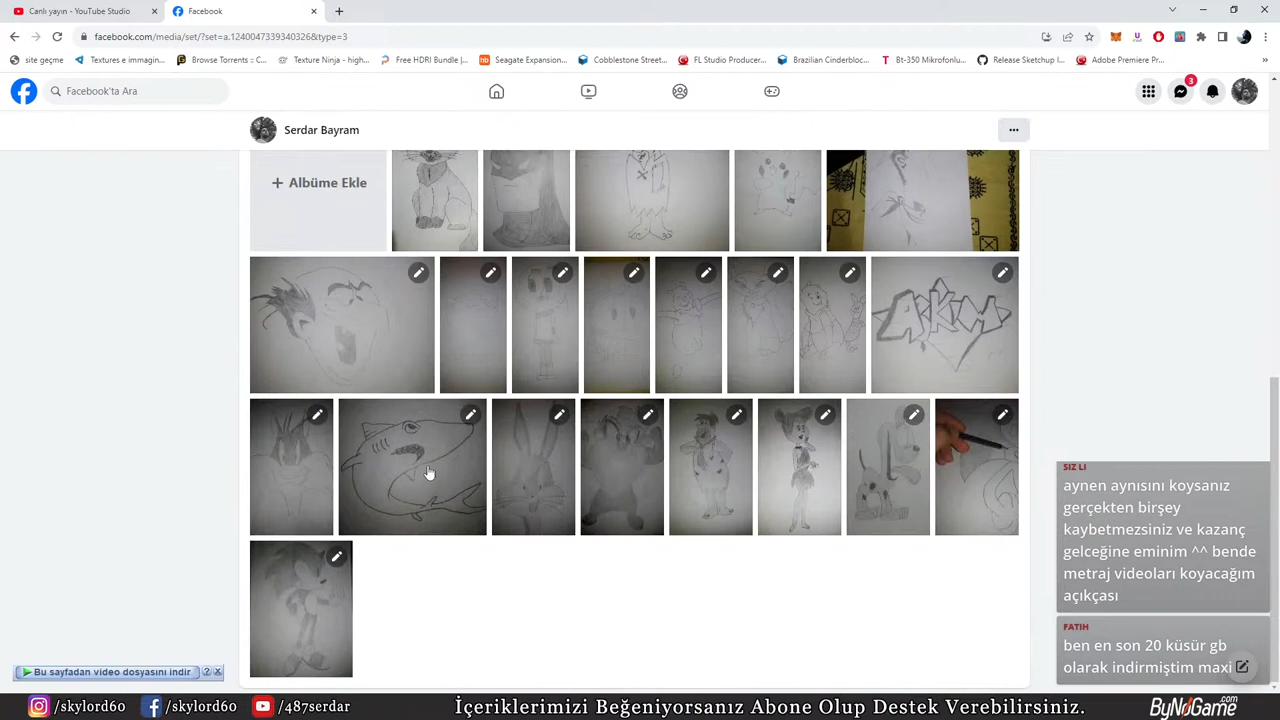 Canlı yayın - YouTube Studio
Facebook
facebook.com/media/set/?set=a.1240047339340326&type=3
site geçme
Textures e immagin...
Browse Torrents :: C...
Texture Ninja - high...
Free HDRI Bundle |...
Seagate Expansion...
Cobblestone Street...
FL Studio Producer...
Brazilian Cinderbloc...
Bt-350 Mikrofonlu...
Release Sketchup I...
Adobe Premiere Pr...
»
Facebook'ta Ara
3
Serdar Bayram
+ Albüme Ekle
AŞKIM
SIZ LI
aynen aynısını koysanız
gerçekten birşey
kaybetmezsiniz ve kazanç
gelceğine eminim ^^ bende
metraj videoları koyacağım
açıkçası
FATIH
ben en son 20 küsür gb
olarak indirmiştim maxi
Bu sayfadan video dosyasını indir
/skylord60
/skylord60
/487serdar
İçeriklerimizi Beğeniyorsanız Abone Olup Destek Verebilirsiniz.
ByNoGame.com